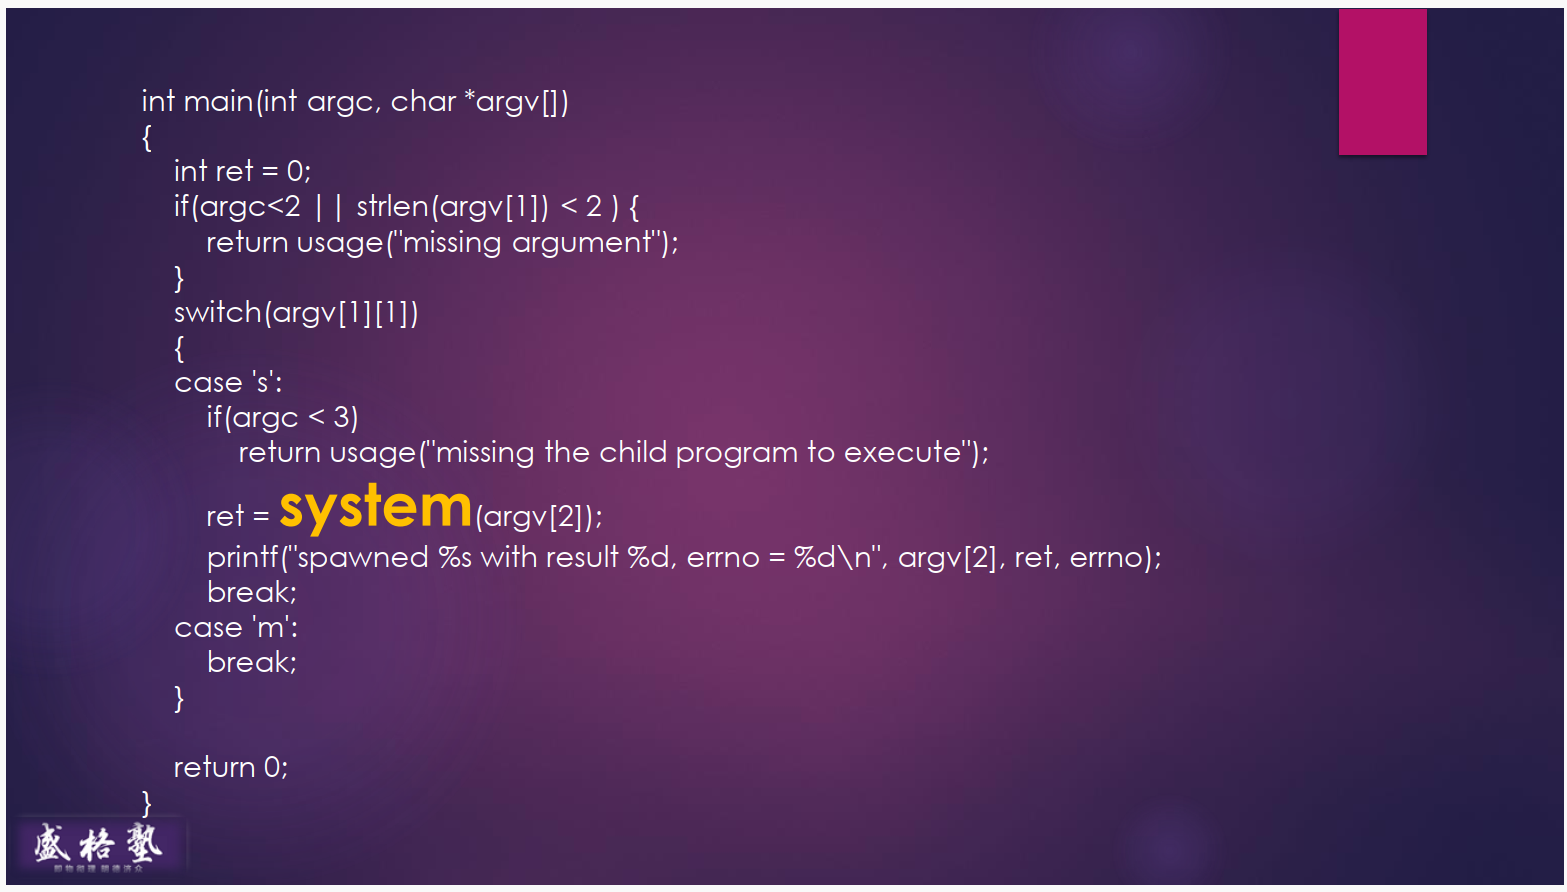 int main(int argc, char *argv[])
{
int ret = 0;
if(argc<2 || strlen(argv[1]) < 2 ) {
return usage("missing argument");
}
switch(argv[1][1])
{
case 's':
if(argc < 3)
return usage("missing the child program to execute");
ret = system(argv[2]);
printf("spawned %s with result %d, errno = %d\n", argv[2], ret, errno);
break;
case 'm':
break;
}
return 0;
}
盛格塾